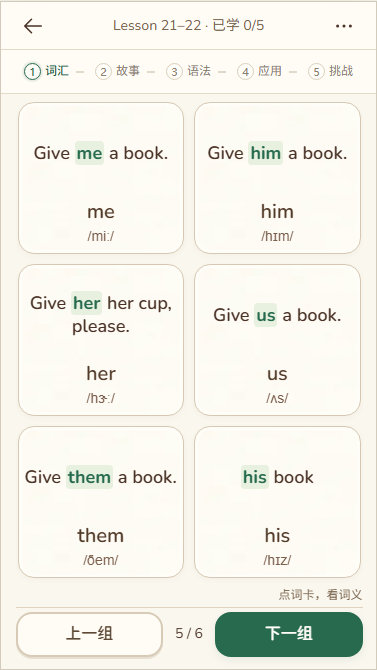 Lesson 21–22 · 已学 0/5
1 词汇 – 2 故事 – 3 语法 – 4 应用 – 5 挑战
Give me a book.
me
/miː/
Give him a book.
him
/hɪm/
Give her her cup,
please.
her
/hɝː/
Give us a book.
us
/ʌs/
Give them a book.
them
/ðem/
his book
his
/hɪz/
点词卡，看词义
上一组
5 / 6
下一组